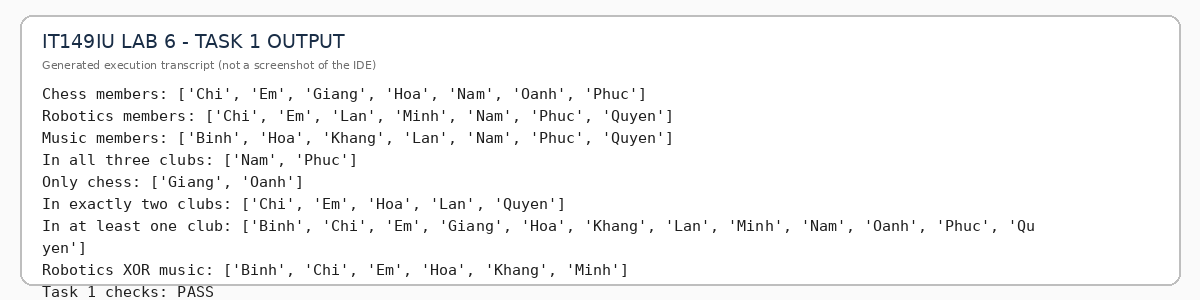 IT149IU LAB 6 - TASK 1 OUTPUT
Generated execution transcript (not a screenshot of the IDE)
Chess members: ['Chi', 'Em', 'Giang', 'Hoa', 'Nam', 'Oanh', 'Phuc']
Robotics members: ['Chi', 'Em', 'Lan', 'Minh', 'Nam', 'Phuc', 'Quyen']
Music members: ['Binh', 'Hoa', 'Khang', 'Lan', 'Nam', 'Phuc', 'Quyen']
In all three clubs: ['Nam', 'Phuc']
Only chess: ['Giang', 'Oanh']
In exactly two clubs: ['Chi', 'Em', 'Hoa', 'Lan', 'Quyen']
In at least one club: ['Binh', 'Chi', 'Em', 'Giang', 'Hoa', 'Khang', 'Lan', 'Minh', 'Nam', 'Oanh', 'Phuc', 'Qu
yen']
Robotics XOR music: ['Binh', 'Chi', 'Em', 'Hoa', 'Khang', 'Minh']
Task 1 checks: PASS